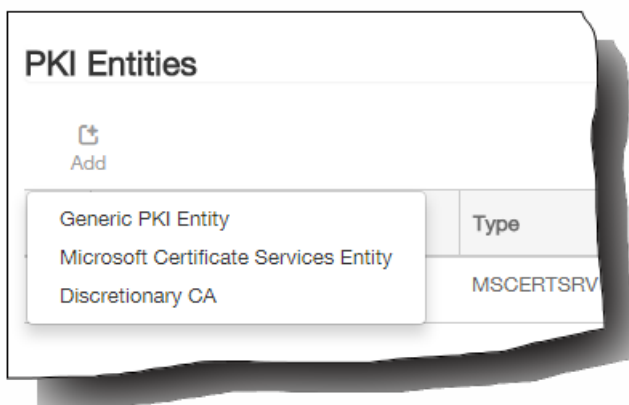 PKI Entities
Add
Generic PKI Entity
Microsoft Certificate Services Entity
Discretionary CA
Type
MSCERTSRV